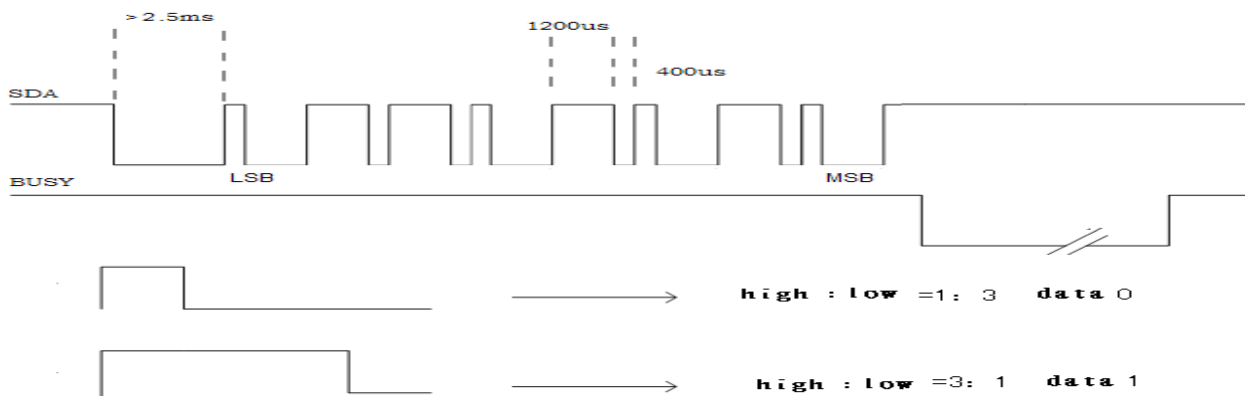 >2.5ms
1200us
400us
SDA
LSB
MSB
BUSY
high : low =1: 3 data 0
high : low =3: 1 data 1